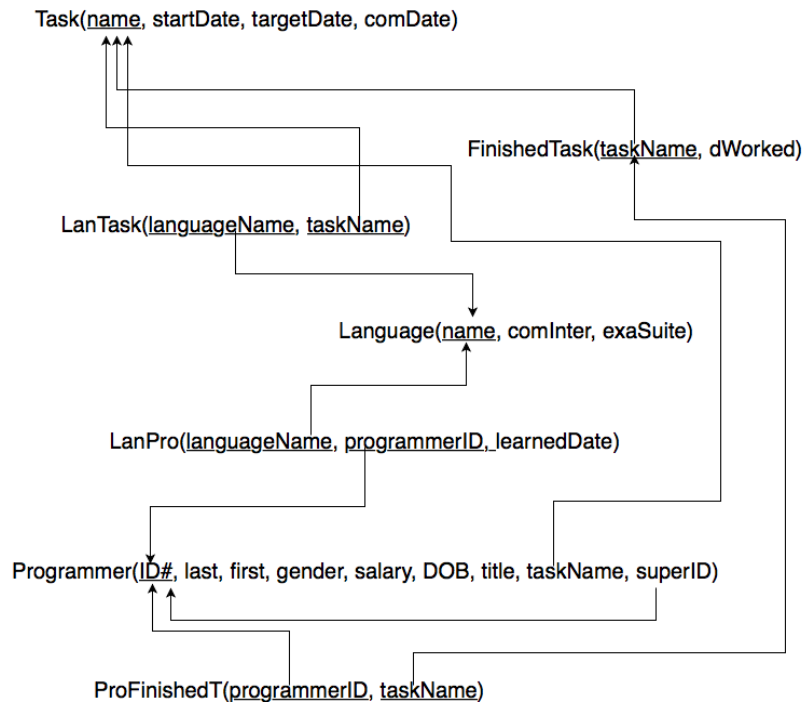 Task(name, startDate, targetDate, comDate)
FinishedTask(taskName, dWorked)
LanTask(languageName, taskName)
Language(name, comInter, exaSuite)
LanPro(languageName, programmerID, learnedDate)
Programmer(ID#, last, first, gender, salary, DOB, title, taskName, superID)
ProFinishedT(programmerID, taskName)